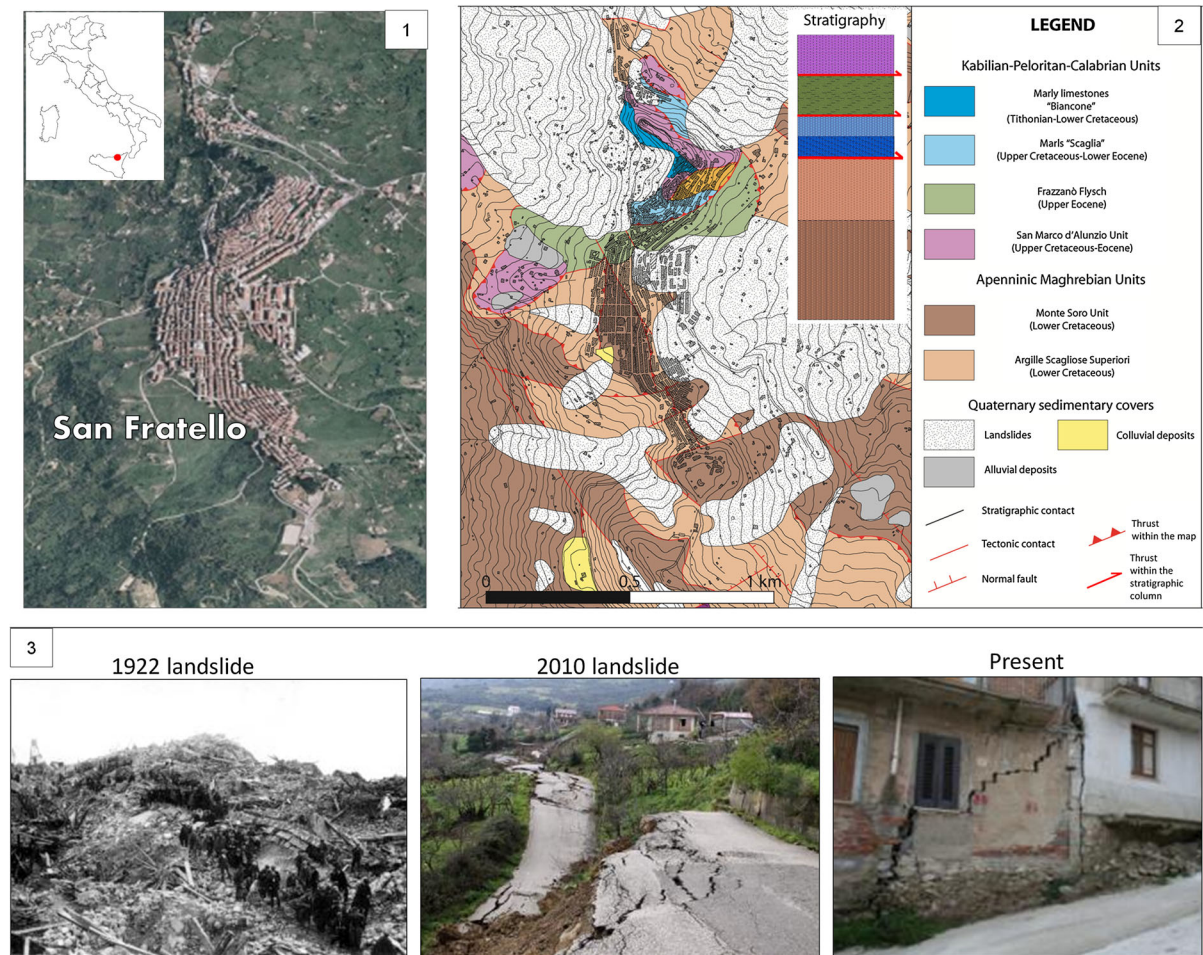 1
San Fratello
2
Stratigraphy
LEGEND
Kabilian-Peloritan-Calabrian Units
Marly limestones
"Biancone"
(Tithonian-Lower Cretaceous)
Marls "Scaglia"
(Upper Cretaceous-Lower Eocene)
Frazzanò Flysch
(Upper Eocene)
San Marco d'Alunzio Unit
(Upper Cretaceous-Eocene)
Apenninic Maghrebian Units
Monte Soro Unit
(Lower Cretaceous)
Argille Scagliose Superiori
(Lower Cretaceous)
Quaternary sedimentary covers
Landslides
Colluvial deposits
Alluvial deposits
Stratigraphic contact
Tectonic contact
Normal fault
Thrust
within the map
Thrust
within the
stratigraphic
column
0 0.5 1 km
3
1922 landslide
2010 landslide
Present